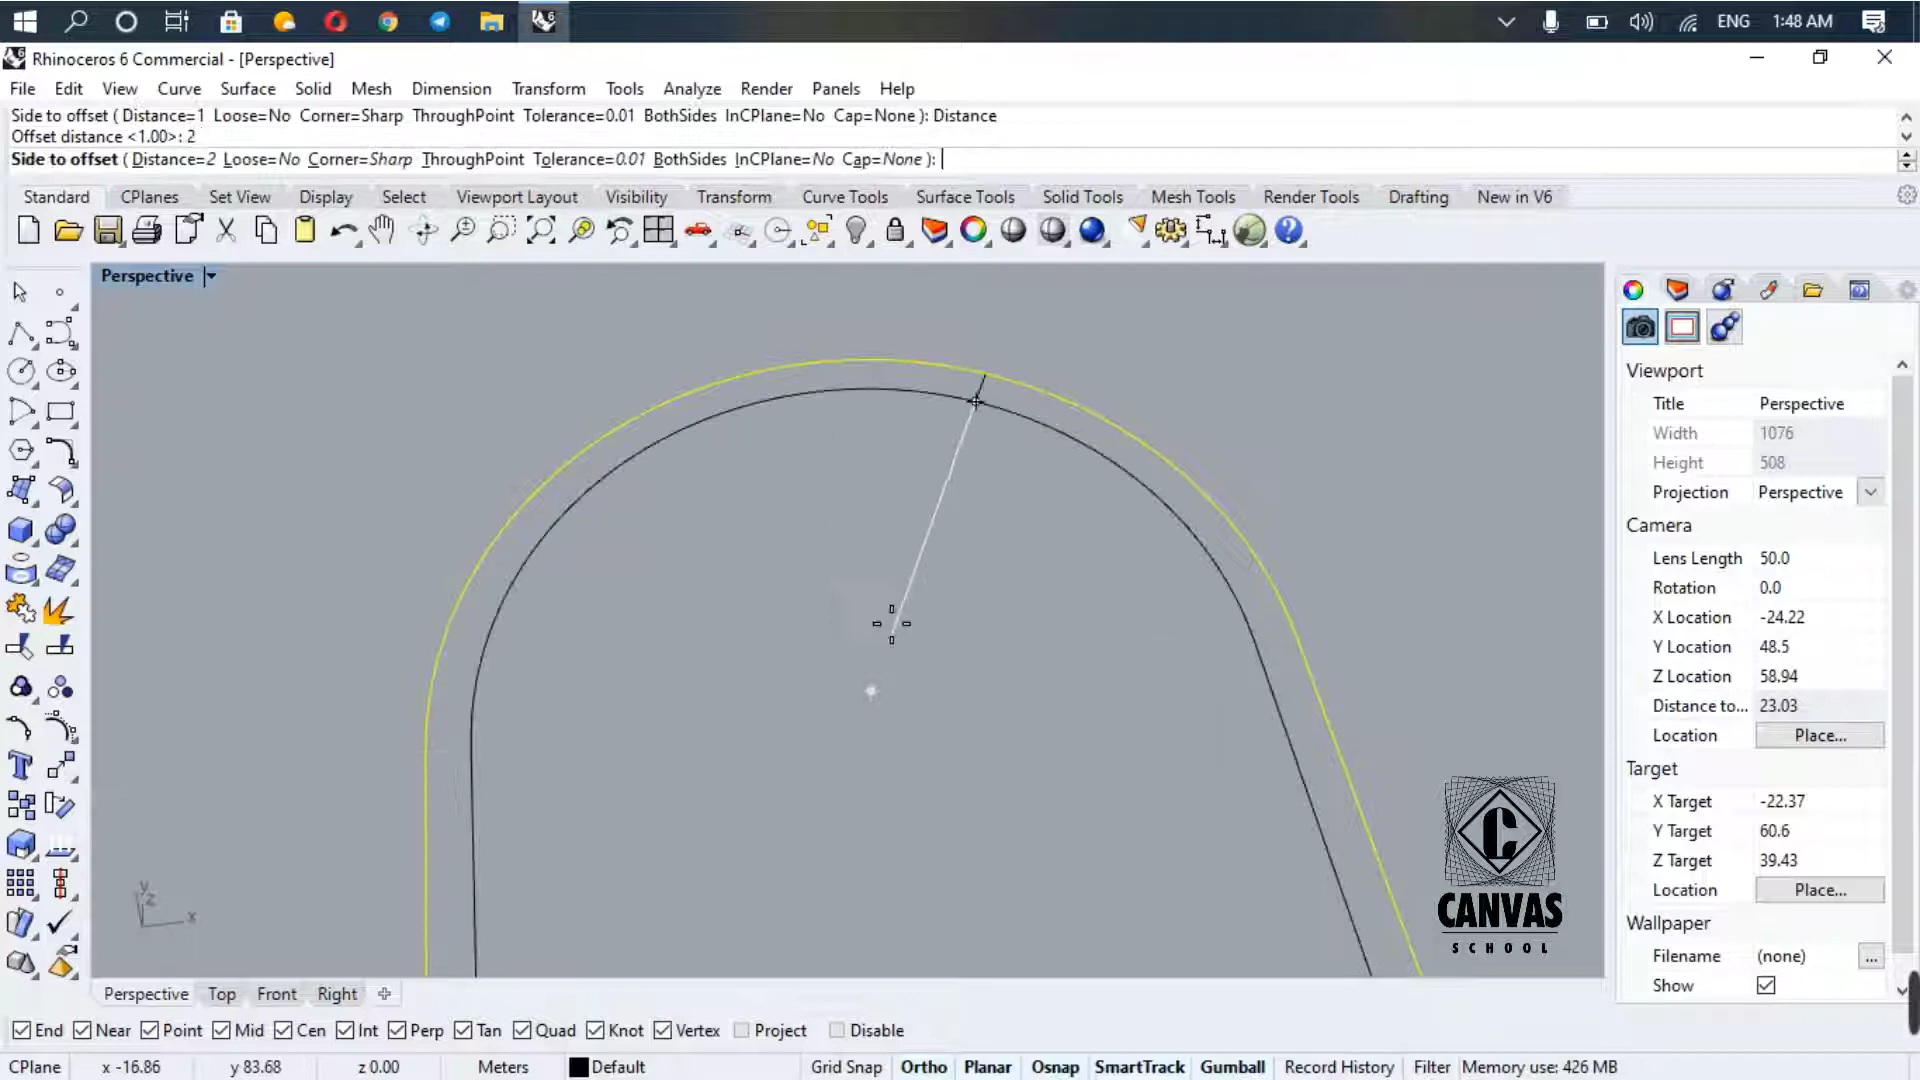 ENG 1:48 AM
Rhinoceros 6 Commercial - [Perspective]
File Edit View Curve Surface Solid Mesh Dimension Transform Tools Analyze Render Panels Help
Side to offset ( Distance=1 Loose=No Corner=Sharp ThroughPoint Tolerance=0.01 BothSides InCPlane=No Cap=None ): Distance
Offset distance <1.00>: 2
Side to offset ( Distance=2 Loose=No Corner=Sharp ThroughPoint Tolerance=0.01 BothSides InCPlane=No Cap=None ):
Standard CPlanes Set View Display Select Viewport Layout Visibility Transform Curve Tools Surface Tools Solid Tools Mesh Tools Render Tools Drafting New in V6
Perspective
Viewport
Title Perspective
Width 1076
Height 508
Projection Perspective
Camera
Lens Length 50.0
Rotation 0.0
X Location -24.22
Y Location 48.5
Z Location 58.94
Distance to... 23.03
Location Place...
Target
X Target -22.37
Y Target 60.6
Z Target 39.43
Location Place...
Wallpaper
Filename (none) ...
Show
y
z
x
CANVAS
SCHOOL
Perspective Top Front Right
End Near Point Mid Cen Int Perp Tan Quad Knot Vertex Project Disable
CPlane x -16.86 y 83.68 z 0.00 Meters Default Grid Snap Ortho Planar Osnap SmartTrack Gumball Record History Filter Memory use: 426 MB